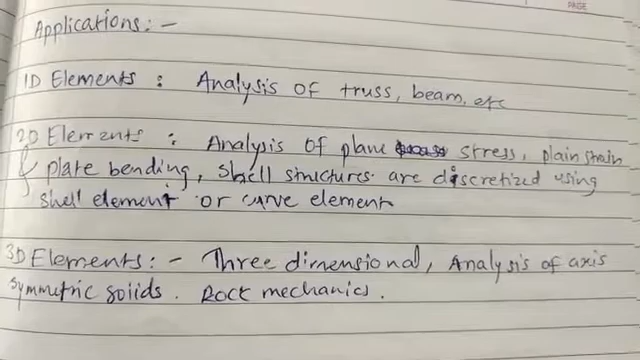 PAGE
Applications:-
1D Elements : Analysis of truss, beam, etc
2D Elements : Analysis of plane stress, plain strain
& plate bending, shell structures are discretized using
shell element or curve element
3D Elements:- Three dimensional, Analysis of axis
symmetric solids. Rock mechanics.